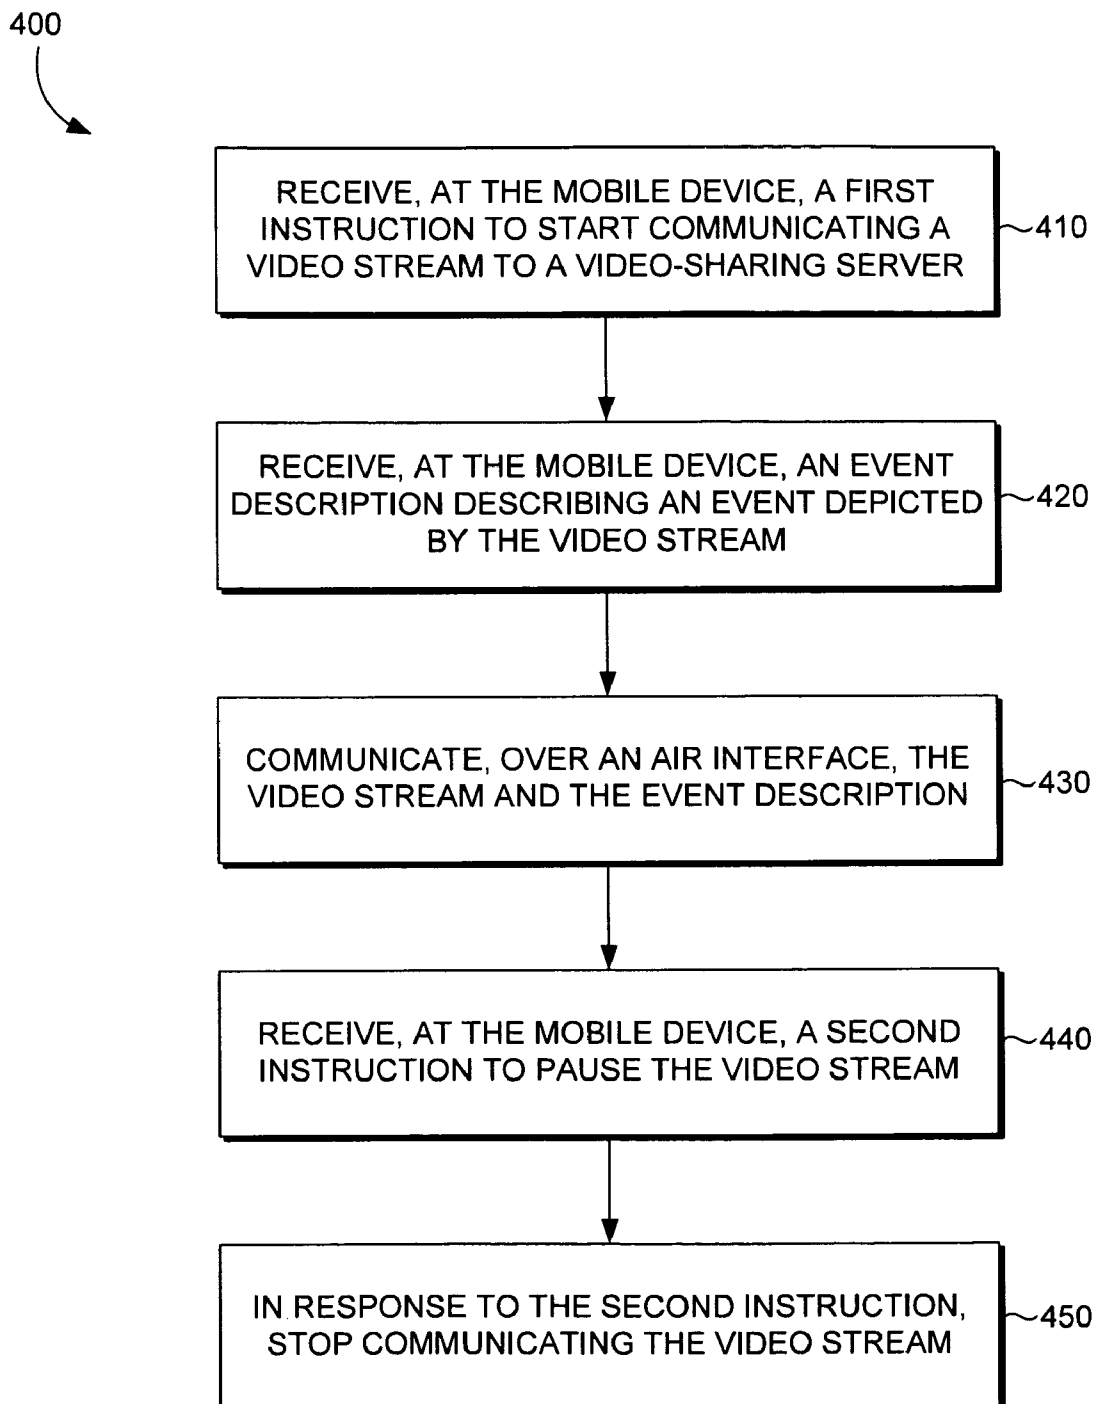 400
RECEIVE, AT THE MOBILE DEVICE, A FIRST
INSTRUCTION TO START COMMUNICATING A
VIDEO STREAM TO A VIDEO-SHARING SERVER
410
RECEIVE, AT THE MOBILE DEVICE, AN EVENT
DESCRIPTION DESCRIBING AN EVENT DEPICTED
BY THE VIDEO STREAM
420
COMMUNICATE, OVER AN AIR INTERFACE, THE
VIDEO STREAM AND THE EVENT DESCRIPTION
430
RECEIVE, AT THE MOBILE DEVICE, A SECOND
INSTRUCTION TO PAUSE THE VIDEO STREAM
440
IN RESPONSE TO THE SECOND INSTRUCTION,
STOP COMMUNICATING THE VIDEO STREAM
450